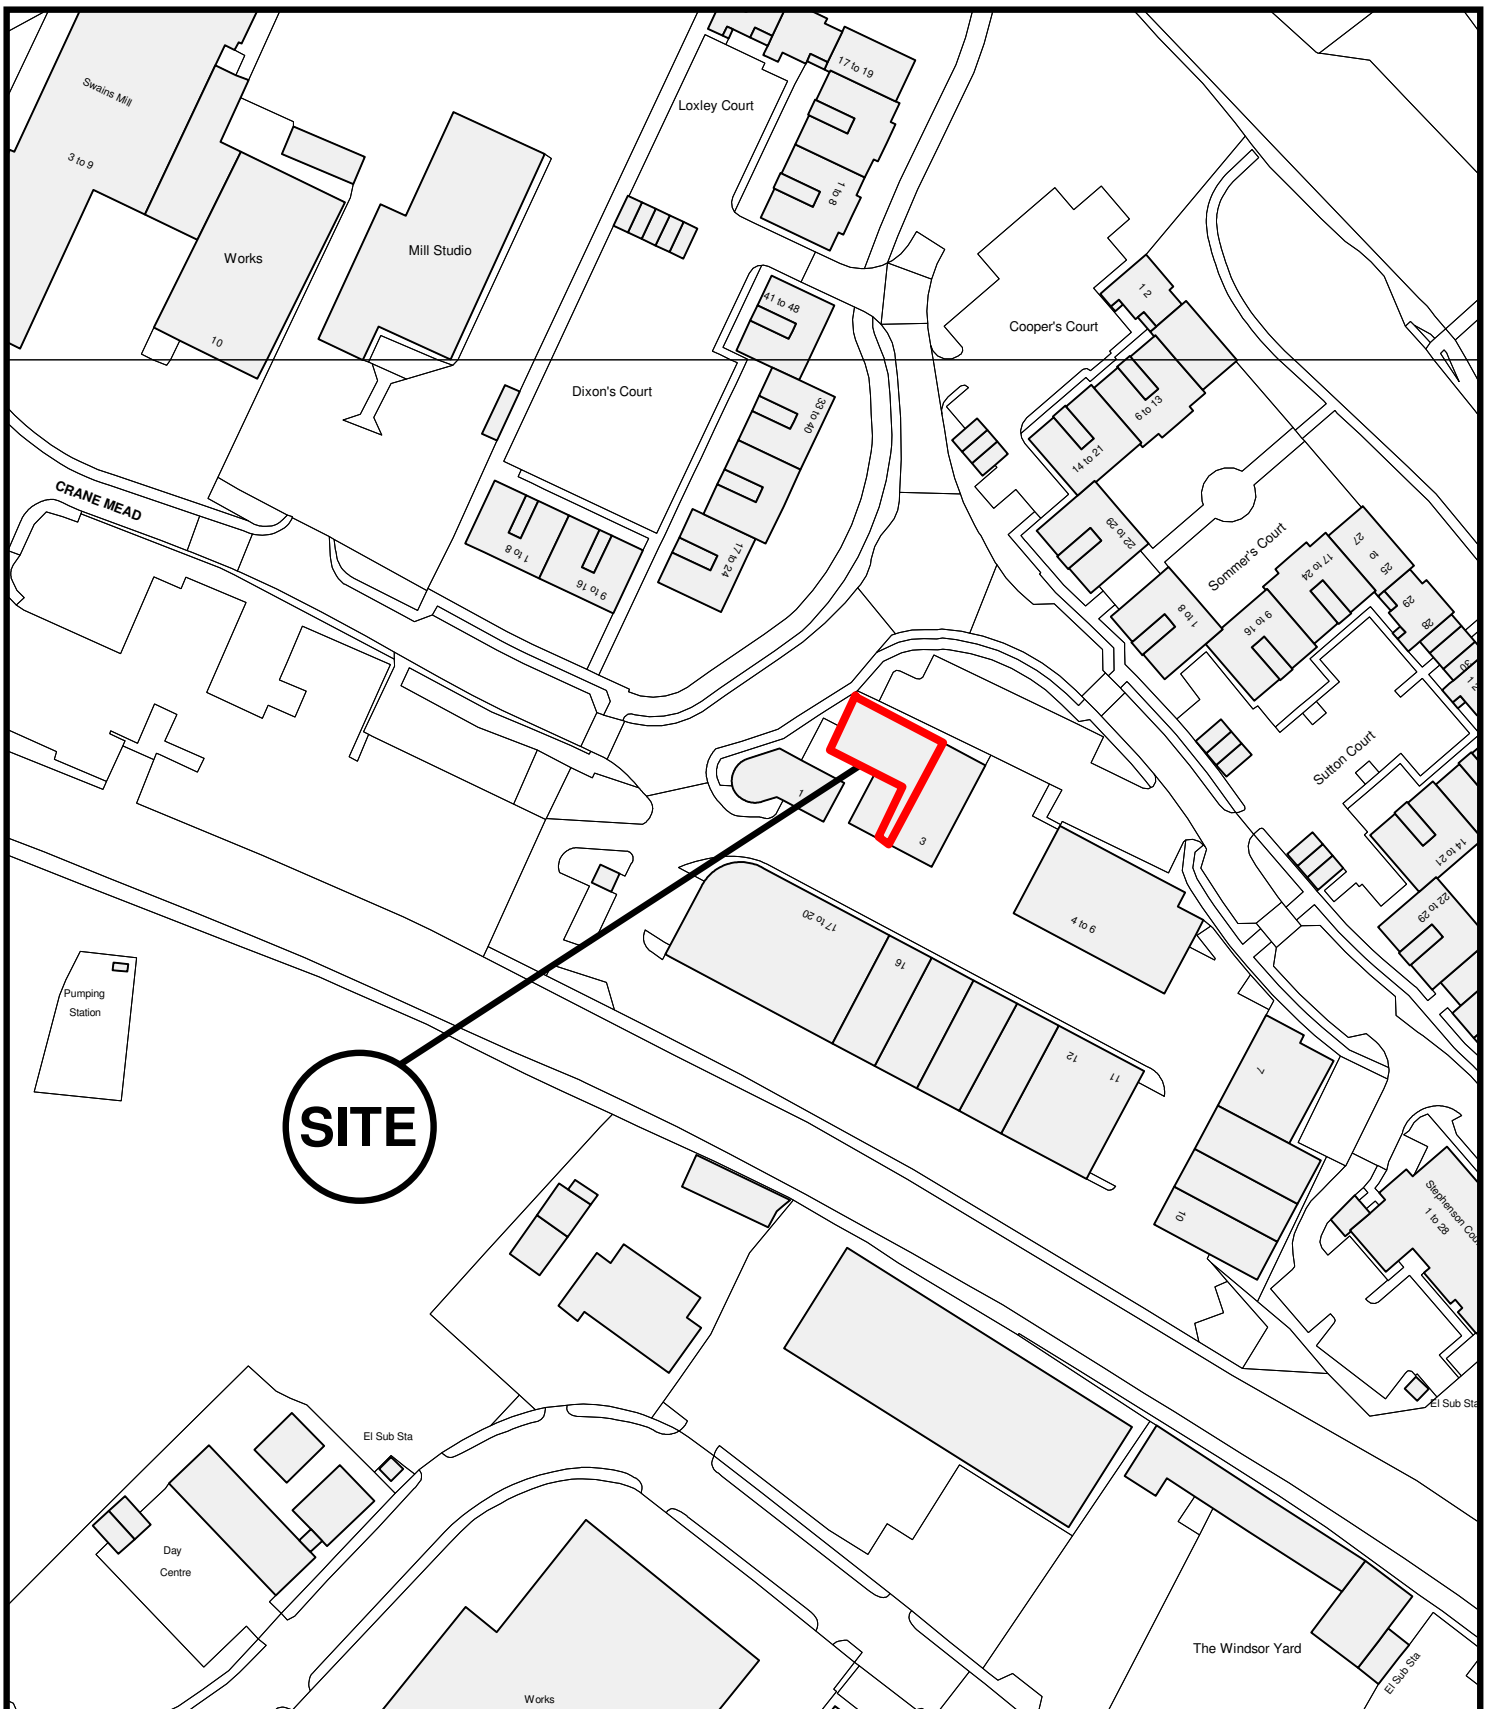 17 to 19
Swains Mill
Loxley Court
3 to 9
1 to 8
Mill Studio
Works
1 2
41 to 48
Cooper's Court
10
Dixon's Court
33 to 40
6 to 13
14 to 21
CRANE MEAD
22 to 29
17 to 24
1 to 8
9 to 16
Sommer's Court
27
to
25
17 to 24
29
28
30
1 to 8
9 to 16
1 2
Sutton Court
1
3
14 to 21
22 to 29
17 to 20
4 to 6
16
Pumping
Station
12
11
7
SITE
Stephenson Cou
1 to 28
10
El Sub Sta
El Sub Sta
Day
Centre
The Windsor Yard
El Sub Sta
Works